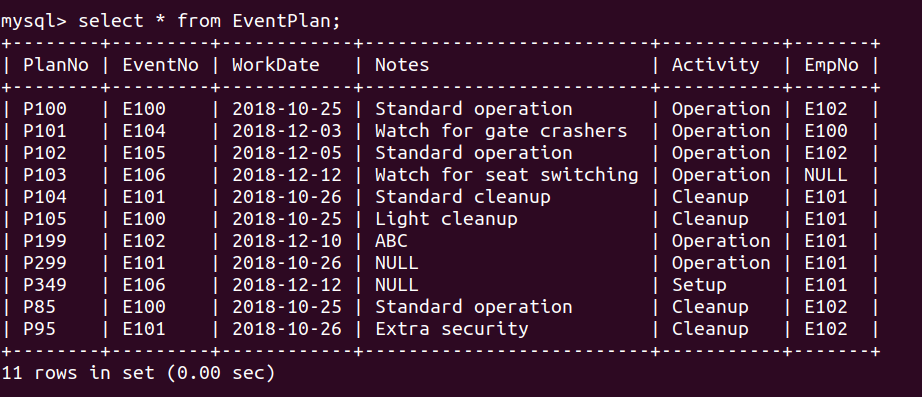 mysql> select * from EventPlan;
+--------+---------+------------+--------------------------+-----------+-------+
| PlanNo | EventNo | WorkDate   | Notes                    | Activity  | EmpNo |
+--------+---------+------------+--------------------------+-----------+-------+
| P100   | E100    | 2018-10-25 | Standard operation       | Operation | E102  |
| P101   | E104    | 2018-12-03 | Watch for gate crashers  | Operation | E100  |
| P102   | E105    | 2018-12-05 | Standard operation       | Operation | E102  |
| P103   | E106    | 2018-12-12 | Watch for seat switching | Operation | NULL  |
| P104   | E101    | 2018-10-26 | Standard cleanup         | Cleanup   | E101  |
| P105   | E100    | 2018-10-25 | Light cleanup            | Cleanup   | E101  |
| P199   | E102    | 2018-12-10 | ABC                      | Operation | E101  |
| P299   | E101    | 2018-10-26 | NULL                     | Operation | E101  |
| P349   | E106    | 2018-12-12 | NULL                     | Setup     | E101  |
| P85    | E100    | 2018-10-25 | Standard operation       | Cleanup   | E102  |
| P95    | E101    | 2018-10-26 | Extra security           | Cleanup   | E102  |
+--------+---------+------------+--------------------------+-----------+-------+
11 rows in set (0.00 sec)